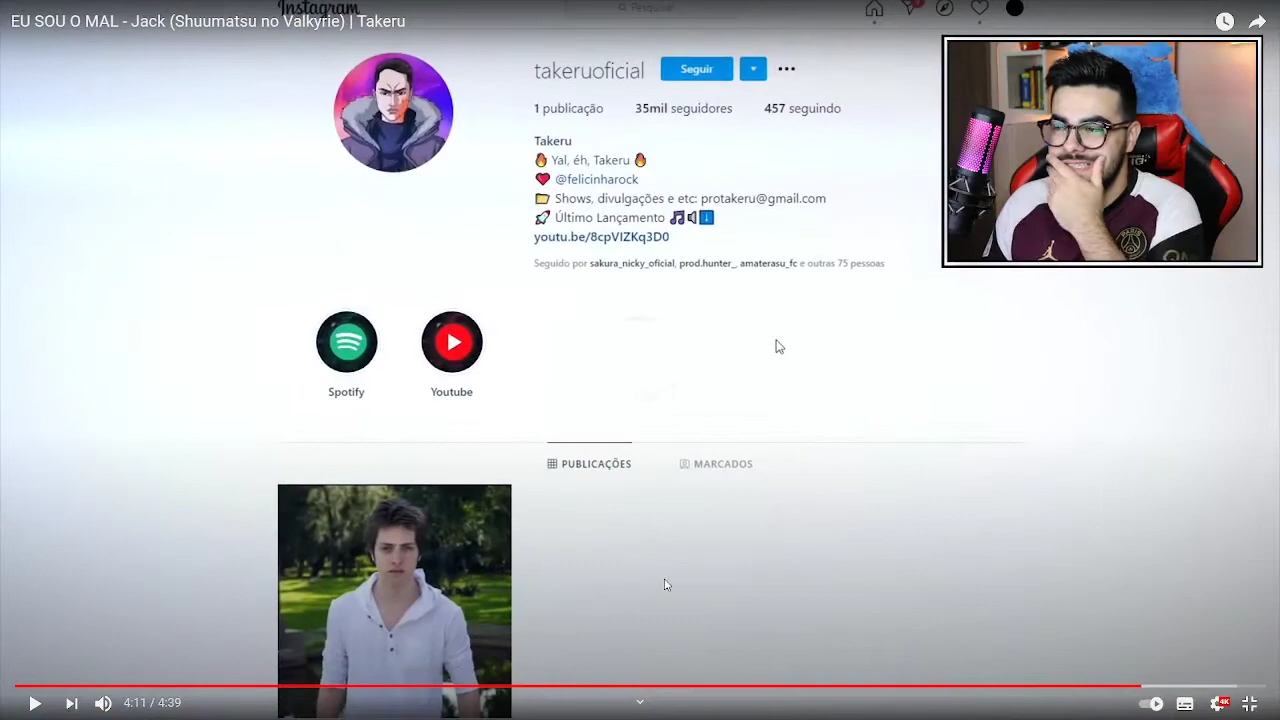 EU SOU O MAL - Jack (Shuumatsu no Valkyrie) | Takeru
Instagram
Pesquisar
takeruoficial
Seguir
1 publicação 35mil seguidores 457 seguindo
Takeru
🔥 Yal, éh, Takeru 🔥
❤️ @felicinharock
📁 Shows, divulgações e etc: protakeru@gmail.com
🚀 Último Lançamento 🎵🔈⬇️
youtu.be/8cpVIZKq3D0
Seguido por sakura_nicky_oficial, prod.hunter_, amaterasu_fc e outras 75 pessoas
Spotify Youtube
PUBLICAÇÕES MARCADOS
PARIS
4:11 / 4:39
4K